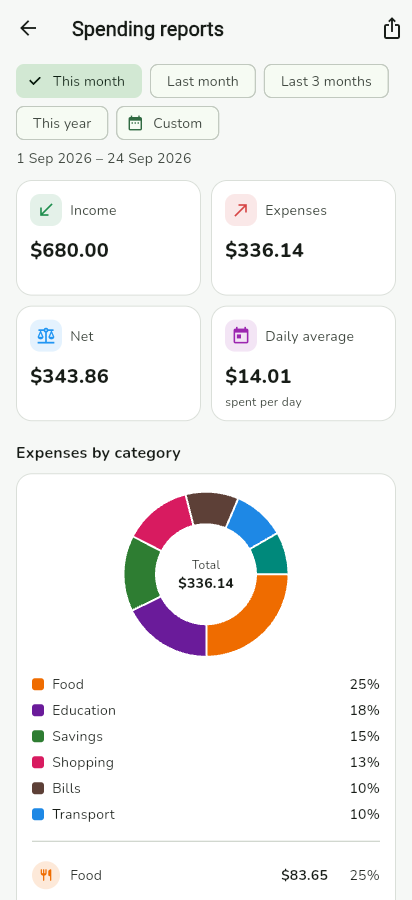 Spending reports
This month
Last month
Last 3 months
This year
Custom
1 Sep 2026 – 24 Sep 2026
Income
$680.00
Expenses
$336.14
Net
$343.86
Daily average
$14.01
spent per day
Expenses by category
Total
$336.14
Food 25%
Education 18%
Savings 15%
Shopping 13%
Bills 10%
Transport 10%
Food $83.65 25%